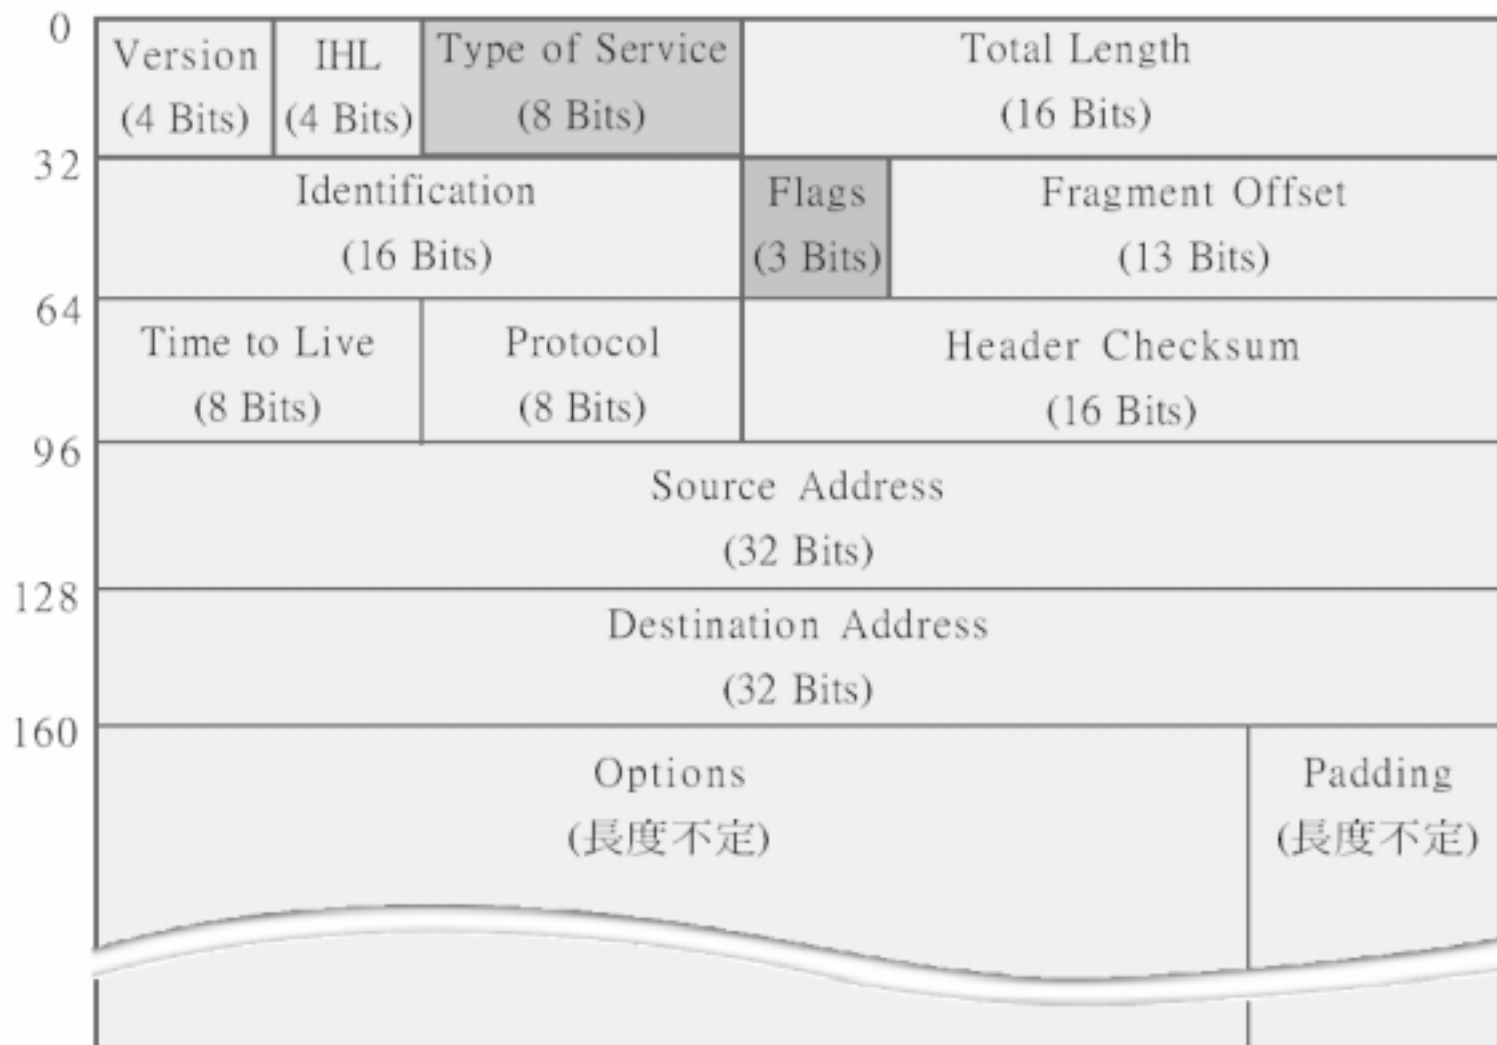 0
Version
(4 Bits)
IHL
(4 Bits)
Type of Service
(8 Bits)
Total Length
(16 Bits)
32
Identification
(16 Bits)
Flags
(3 Bits)
Fragment Offset
(13 Bits)
64
Time to Live
(8 Bits)
Protocol
(8 Bits)
Header Checksum
(16 Bits)
96
Source Address
(32 Bits)
128
Destination Address
(32 Bits)
160
Options
(長度不定)
Padding
(長度不定)